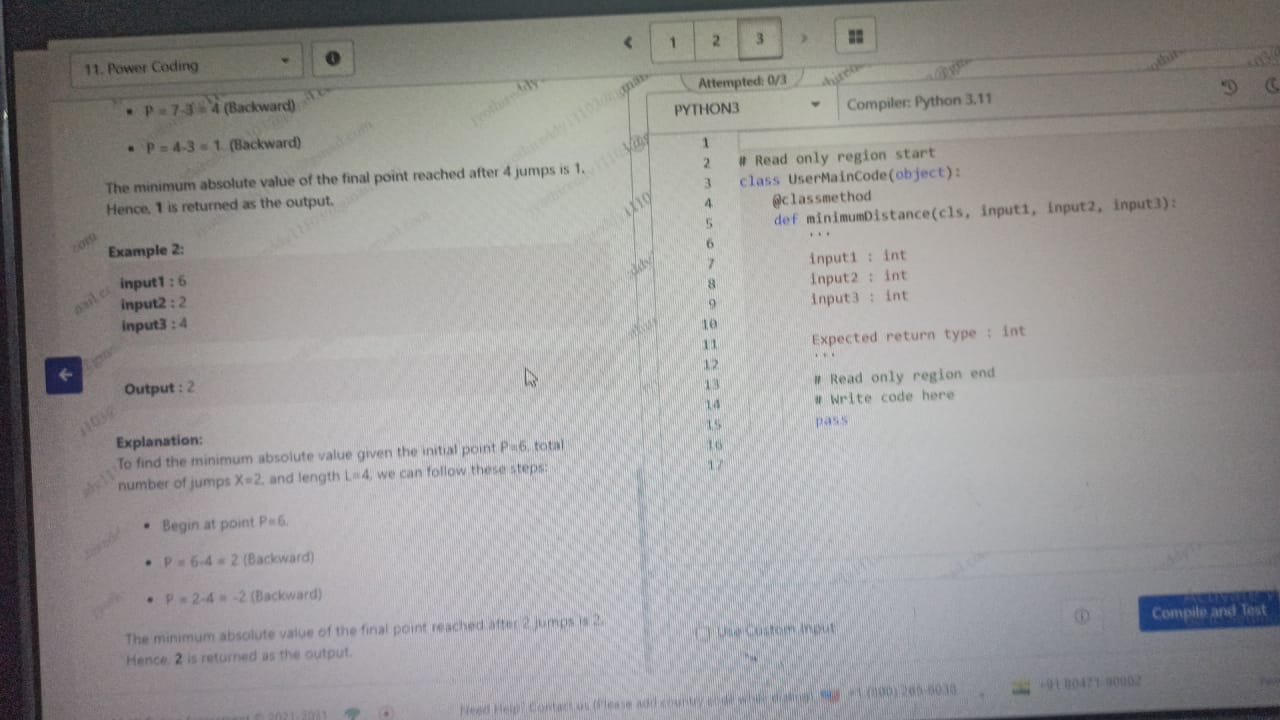 11. Power Coding
1 2 3
Attempted: 0/3
• P = 7-3 = 4 (Backward)
• P = 4-3 = 1 (Backward)
The minimum absolute value of the final point reached after 4 jumps is 1.
Hence, 1 is returned as the output.
Example 2:
input1 : 6
input2 : 2
input3 : 4
Output : 2
Explanation:
To find the minimum absolute value given the initial point P=6, total
number of jumps X=2, and length L=4, we can follow these steps:
• Begin at point P=6.
• P = 6-4 = 2 (Backward)
• P = 2-4 = -2 (Backward)
The minimum absolute value of the final point reached after 2 jumps is 2.
Hence, 2 is returned as the output.
PYTHON3
Compiler: Python 3.11
1
2 # Read only region start
3 class UserMainCode(object):
4 @classmethod
5 def minimumDistance(cls, input1, input2, input3):
6 '''
7 input1 : int
8 input2 : int
9 input3 : int
10
11 Expected return type : int
12 '''
13 # Read only region end
14 # Write code here
15 pass
16
17
Use Custom Input
Compile and Test
Need Help? Contact us (Please add country code while dialing)